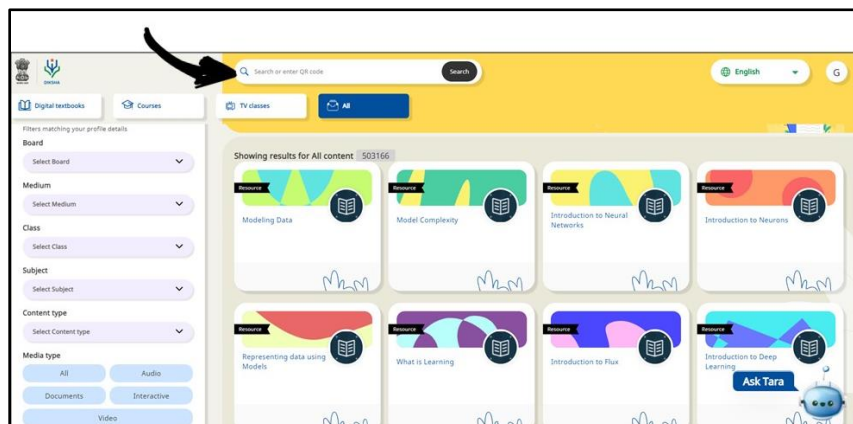 Search or enter QR code
Search
English
G
DIKSHA
Digital textbooks
Courses
TV classes
All
Filters matching your profile details
Board
Select Board
Medium
Select Medium
Class
Select Class
Subject
Select Subject
Content type
Select Content type
Media type
All
Audio
Documents
Interactive
Video
Showing results for All content 503166
Resource
Modeling Data
Resource
Model Complexity
Resource
Introduction to Neural
Networks
Resource
Introduction to Neurons
Resource
Representing data using
Models
Resource
What is Learning
Resource
Introduction to Flux
Resource
Introduction to Deep
Learning
Ask Tara